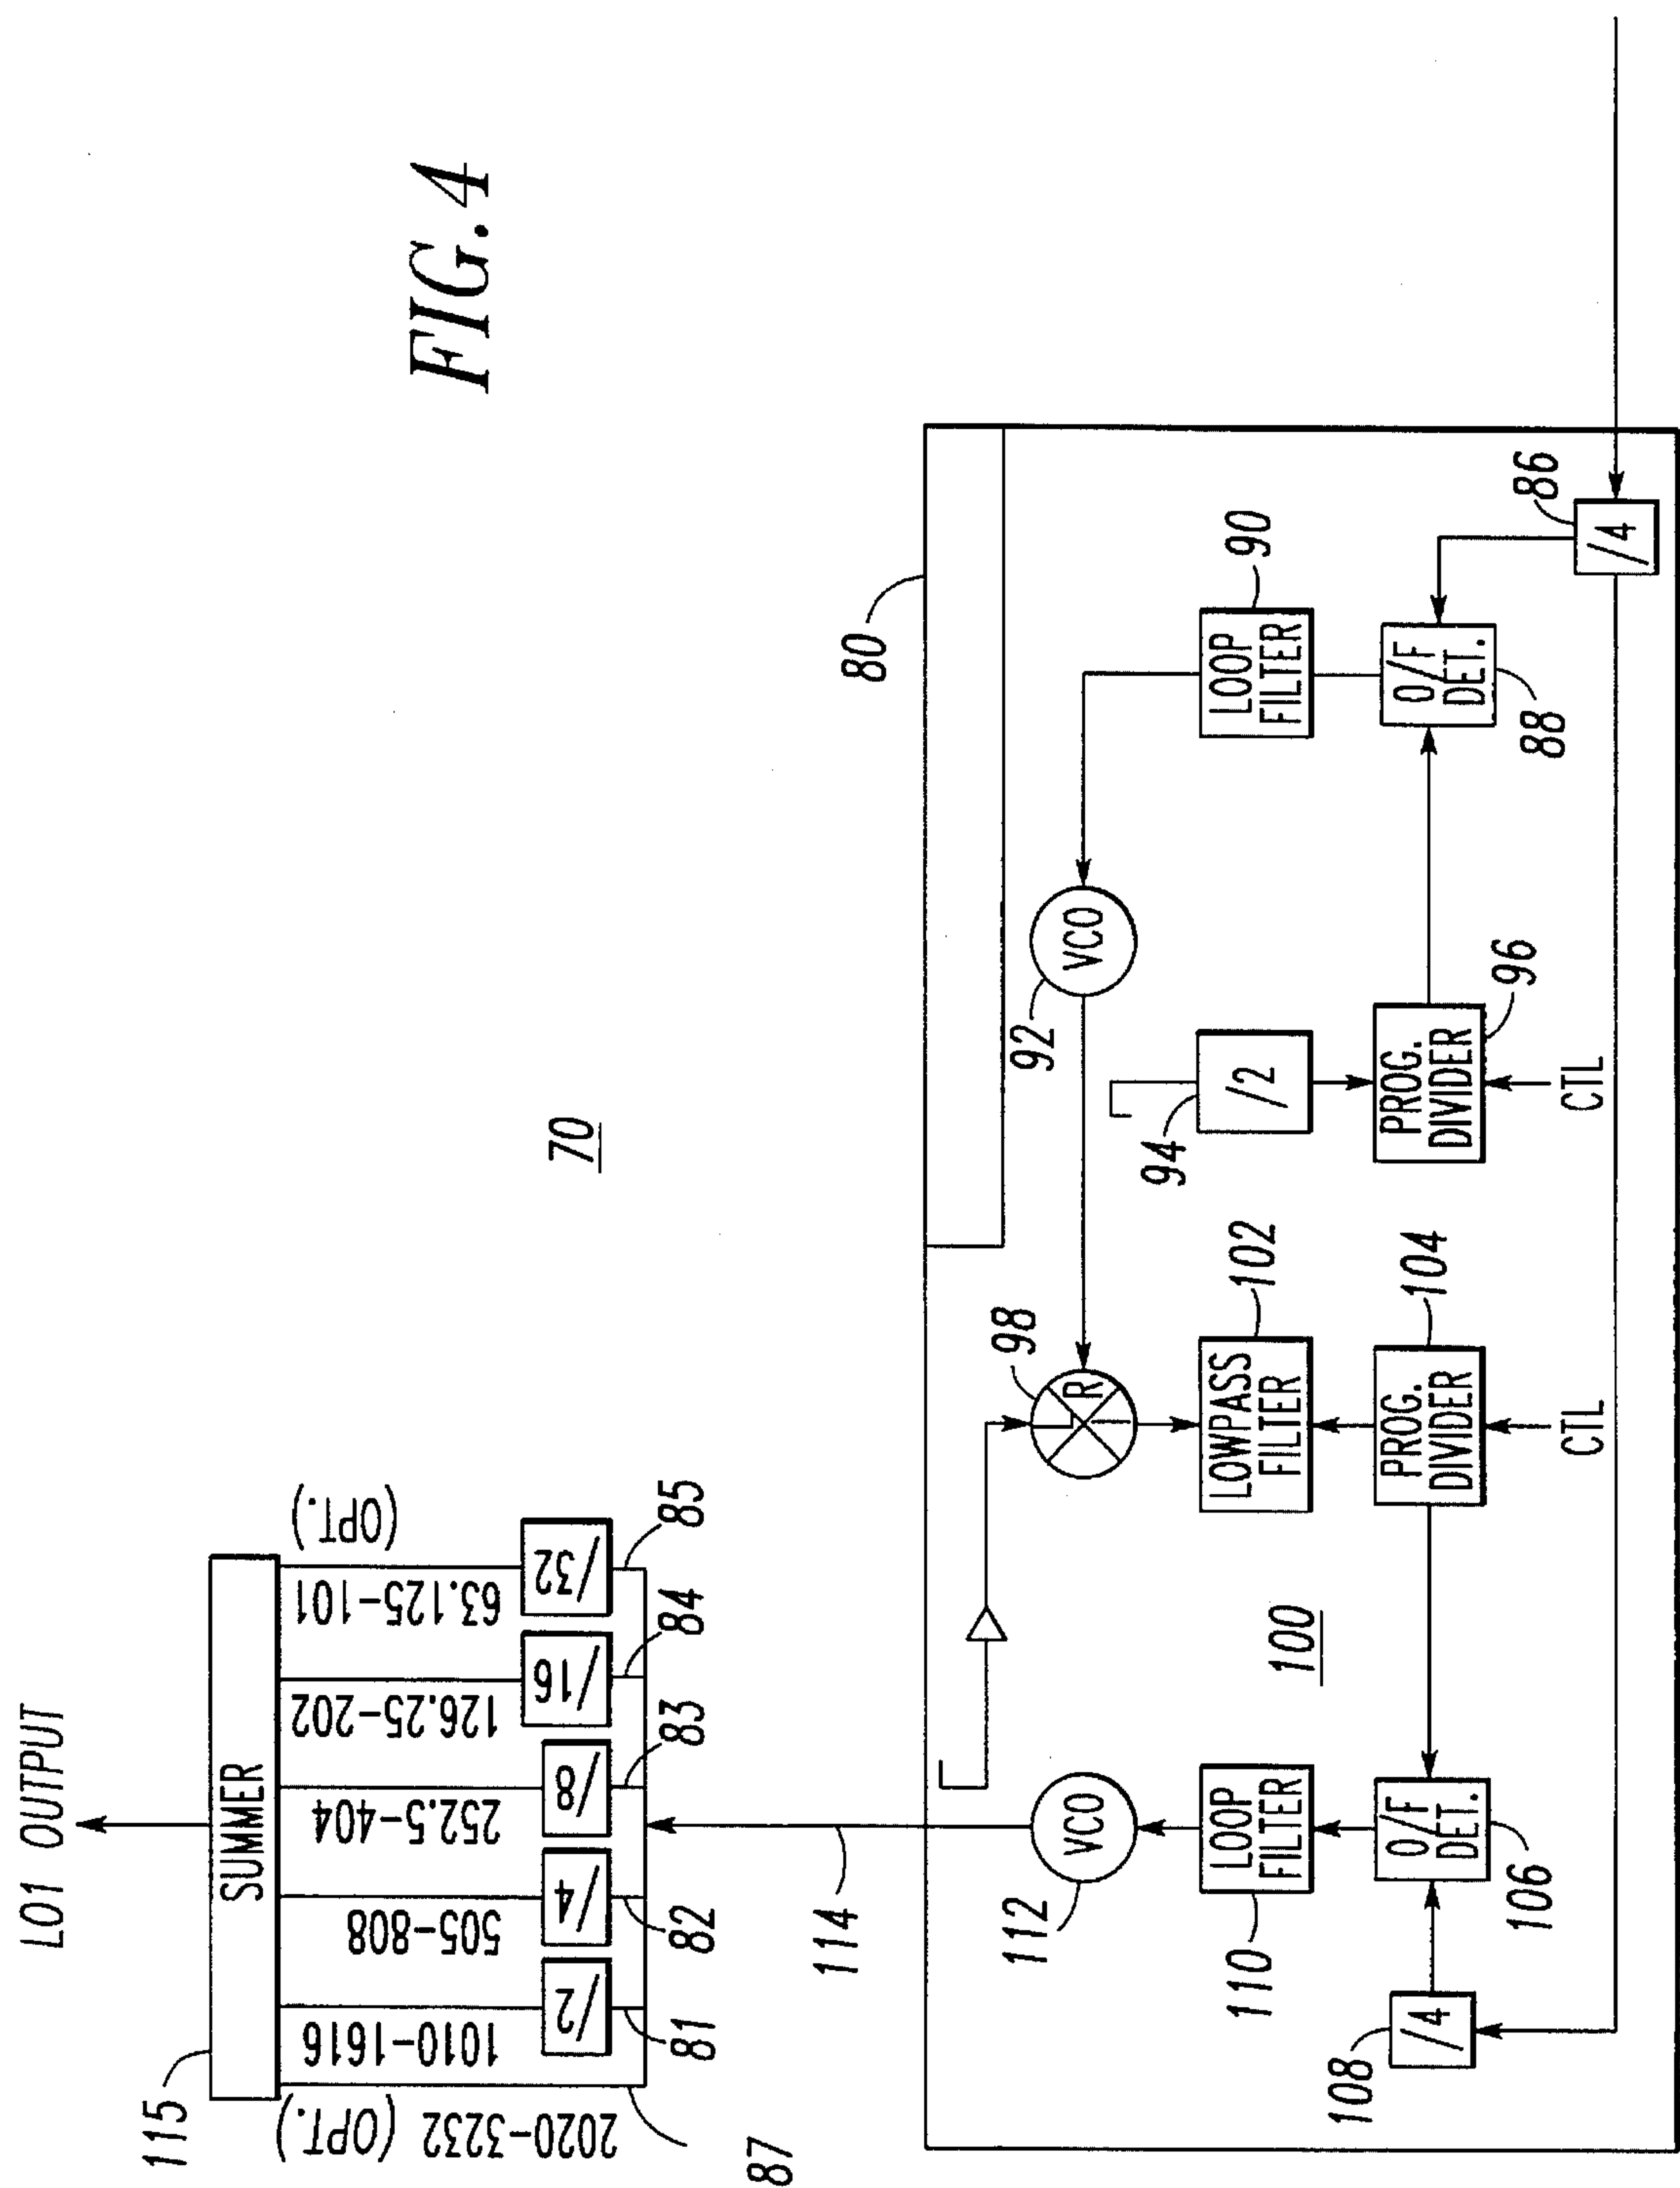 FIG. 4
70
LO1 OUTPUT
115
SUMMER
2020-3232 (OPT.)
87
1010-1616
/2
81
505-808
/4
82
252.5-404
/8
83
126.25-202
/16
84
63.125-101
(OPT.)
/32
85
114
80
112
VCO
98
L
R
I
92
VCO
110
LOOP
FILTER
100
LOWPASS
FILTER
102
94
/2
LOOP
FILTER
90
108
/4
O/F
DET.
106
PROG.
DIVIDER
104
CTL
PROG.
DIVIDER
96
CTL
O/F
DET.
88
/4
86